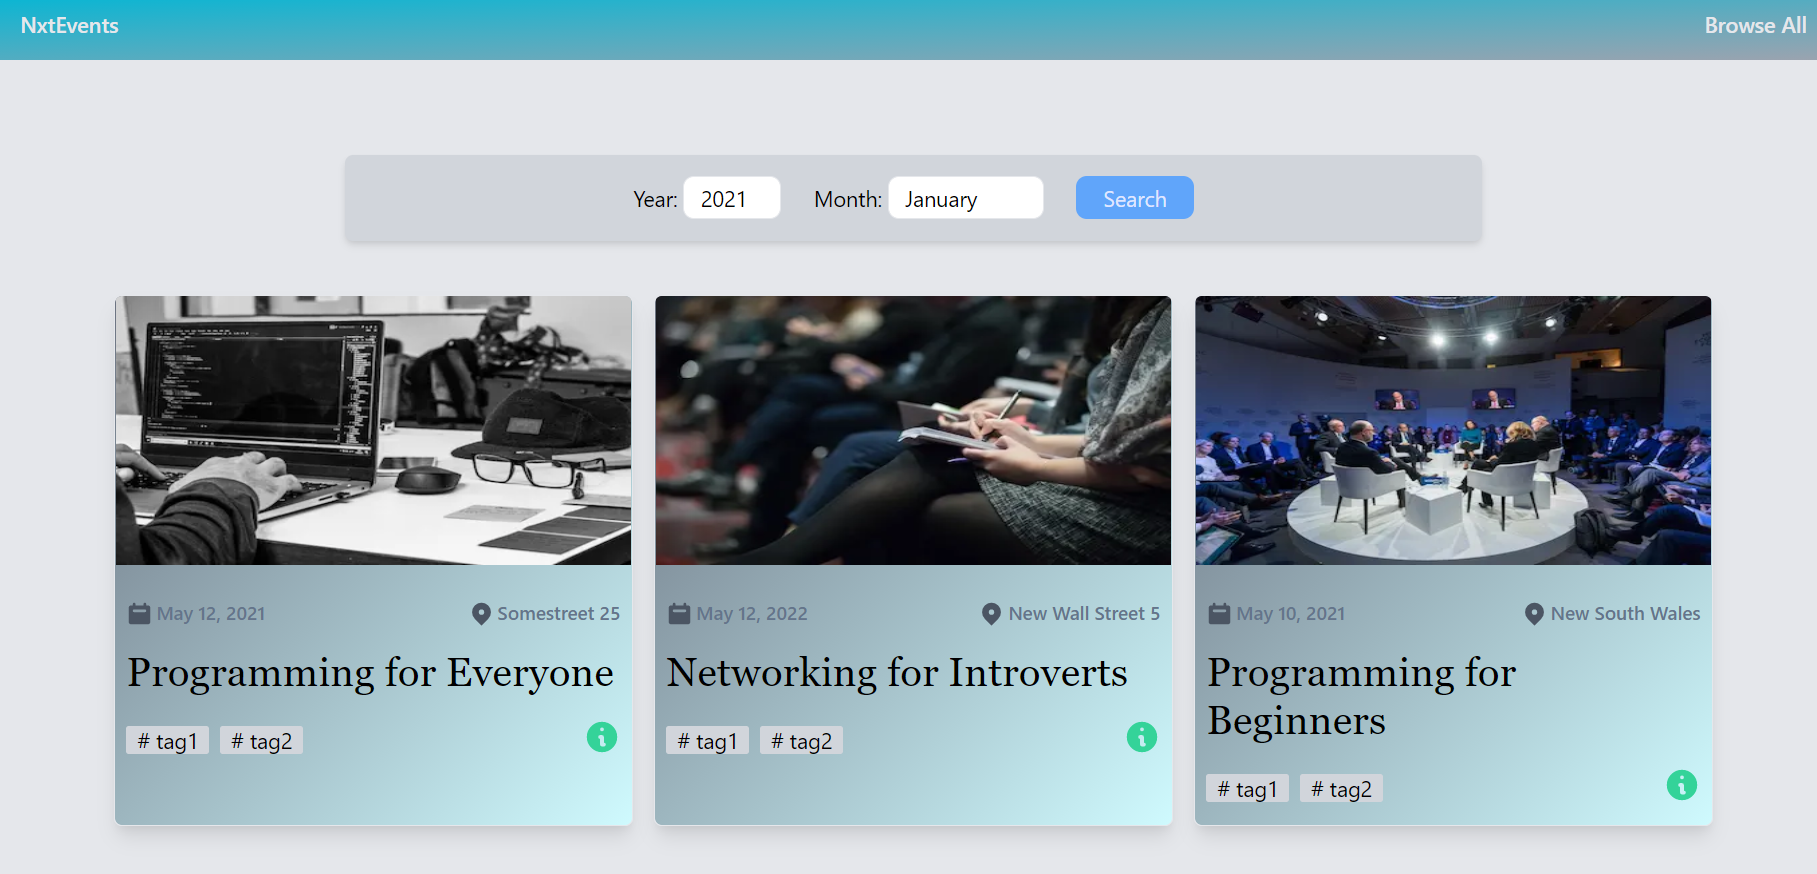 NxtEvents
Browse All
Year: 2021 Month: January Search
May 12, 2021
Somestreet 25
Programming for Everyone
# tag1 # tag2
May 12, 2022
New Wall Street 5
Networking for Introverts
# tag1 # tag2
May 10, 2021
New South Wales
Programming for
Beginners
# tag1 # tag2